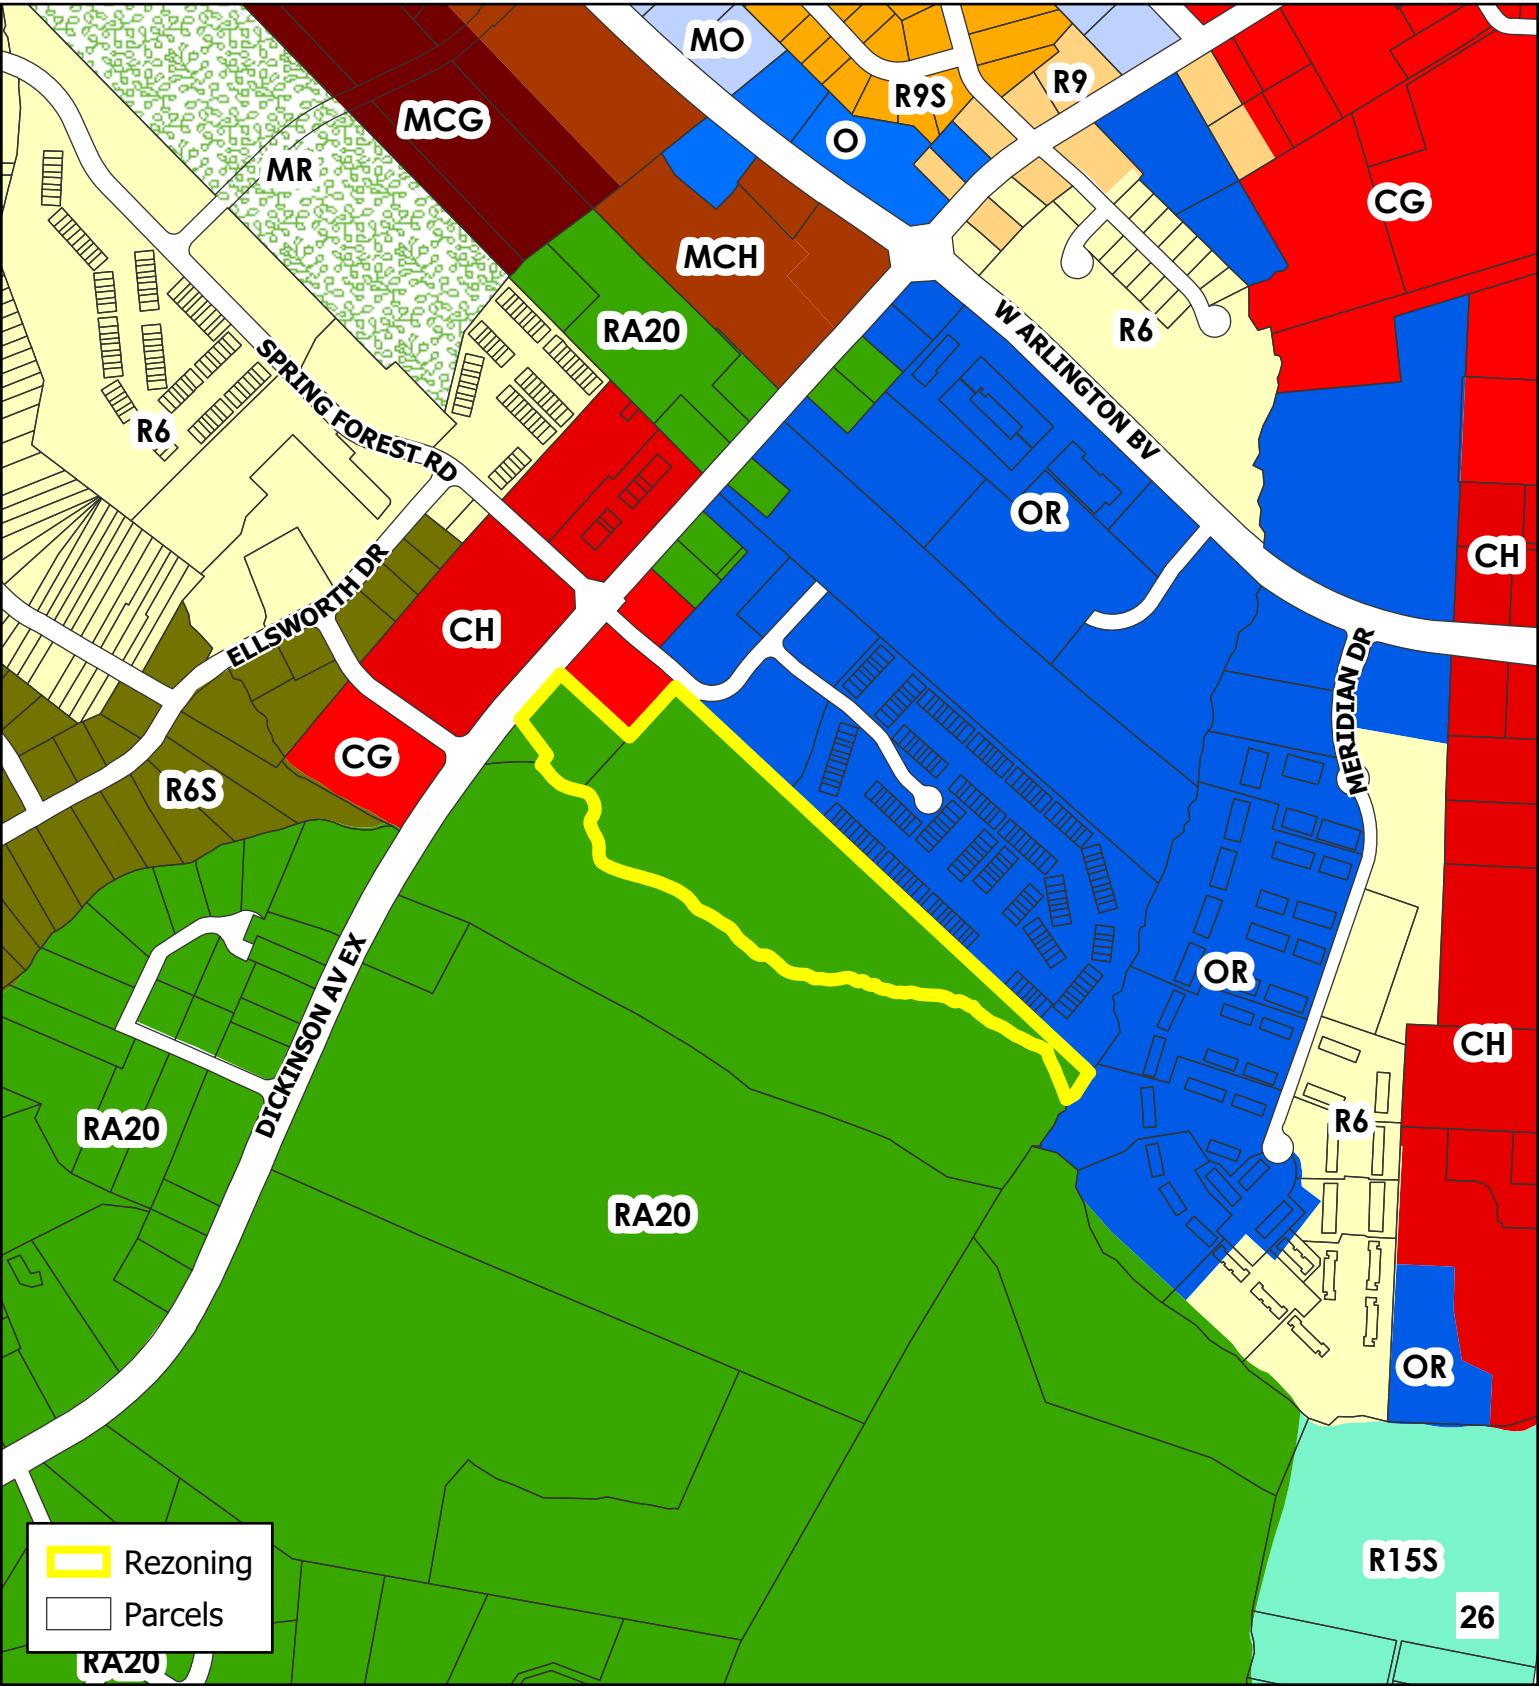 MO
R9S
R9
MCG
O
MR
CG
MCH
RA20
R6
W ARLINGTON BV
SPRING FOREST RD
R6
OR
CH
ELLSWORTH DR
CH
MERIDIAN DR
CG
R6S
OR
DICKINSON AV EX
CH
RA20
R6
RA20
OR
R15S
Rezoning
Parcels
26
RA20